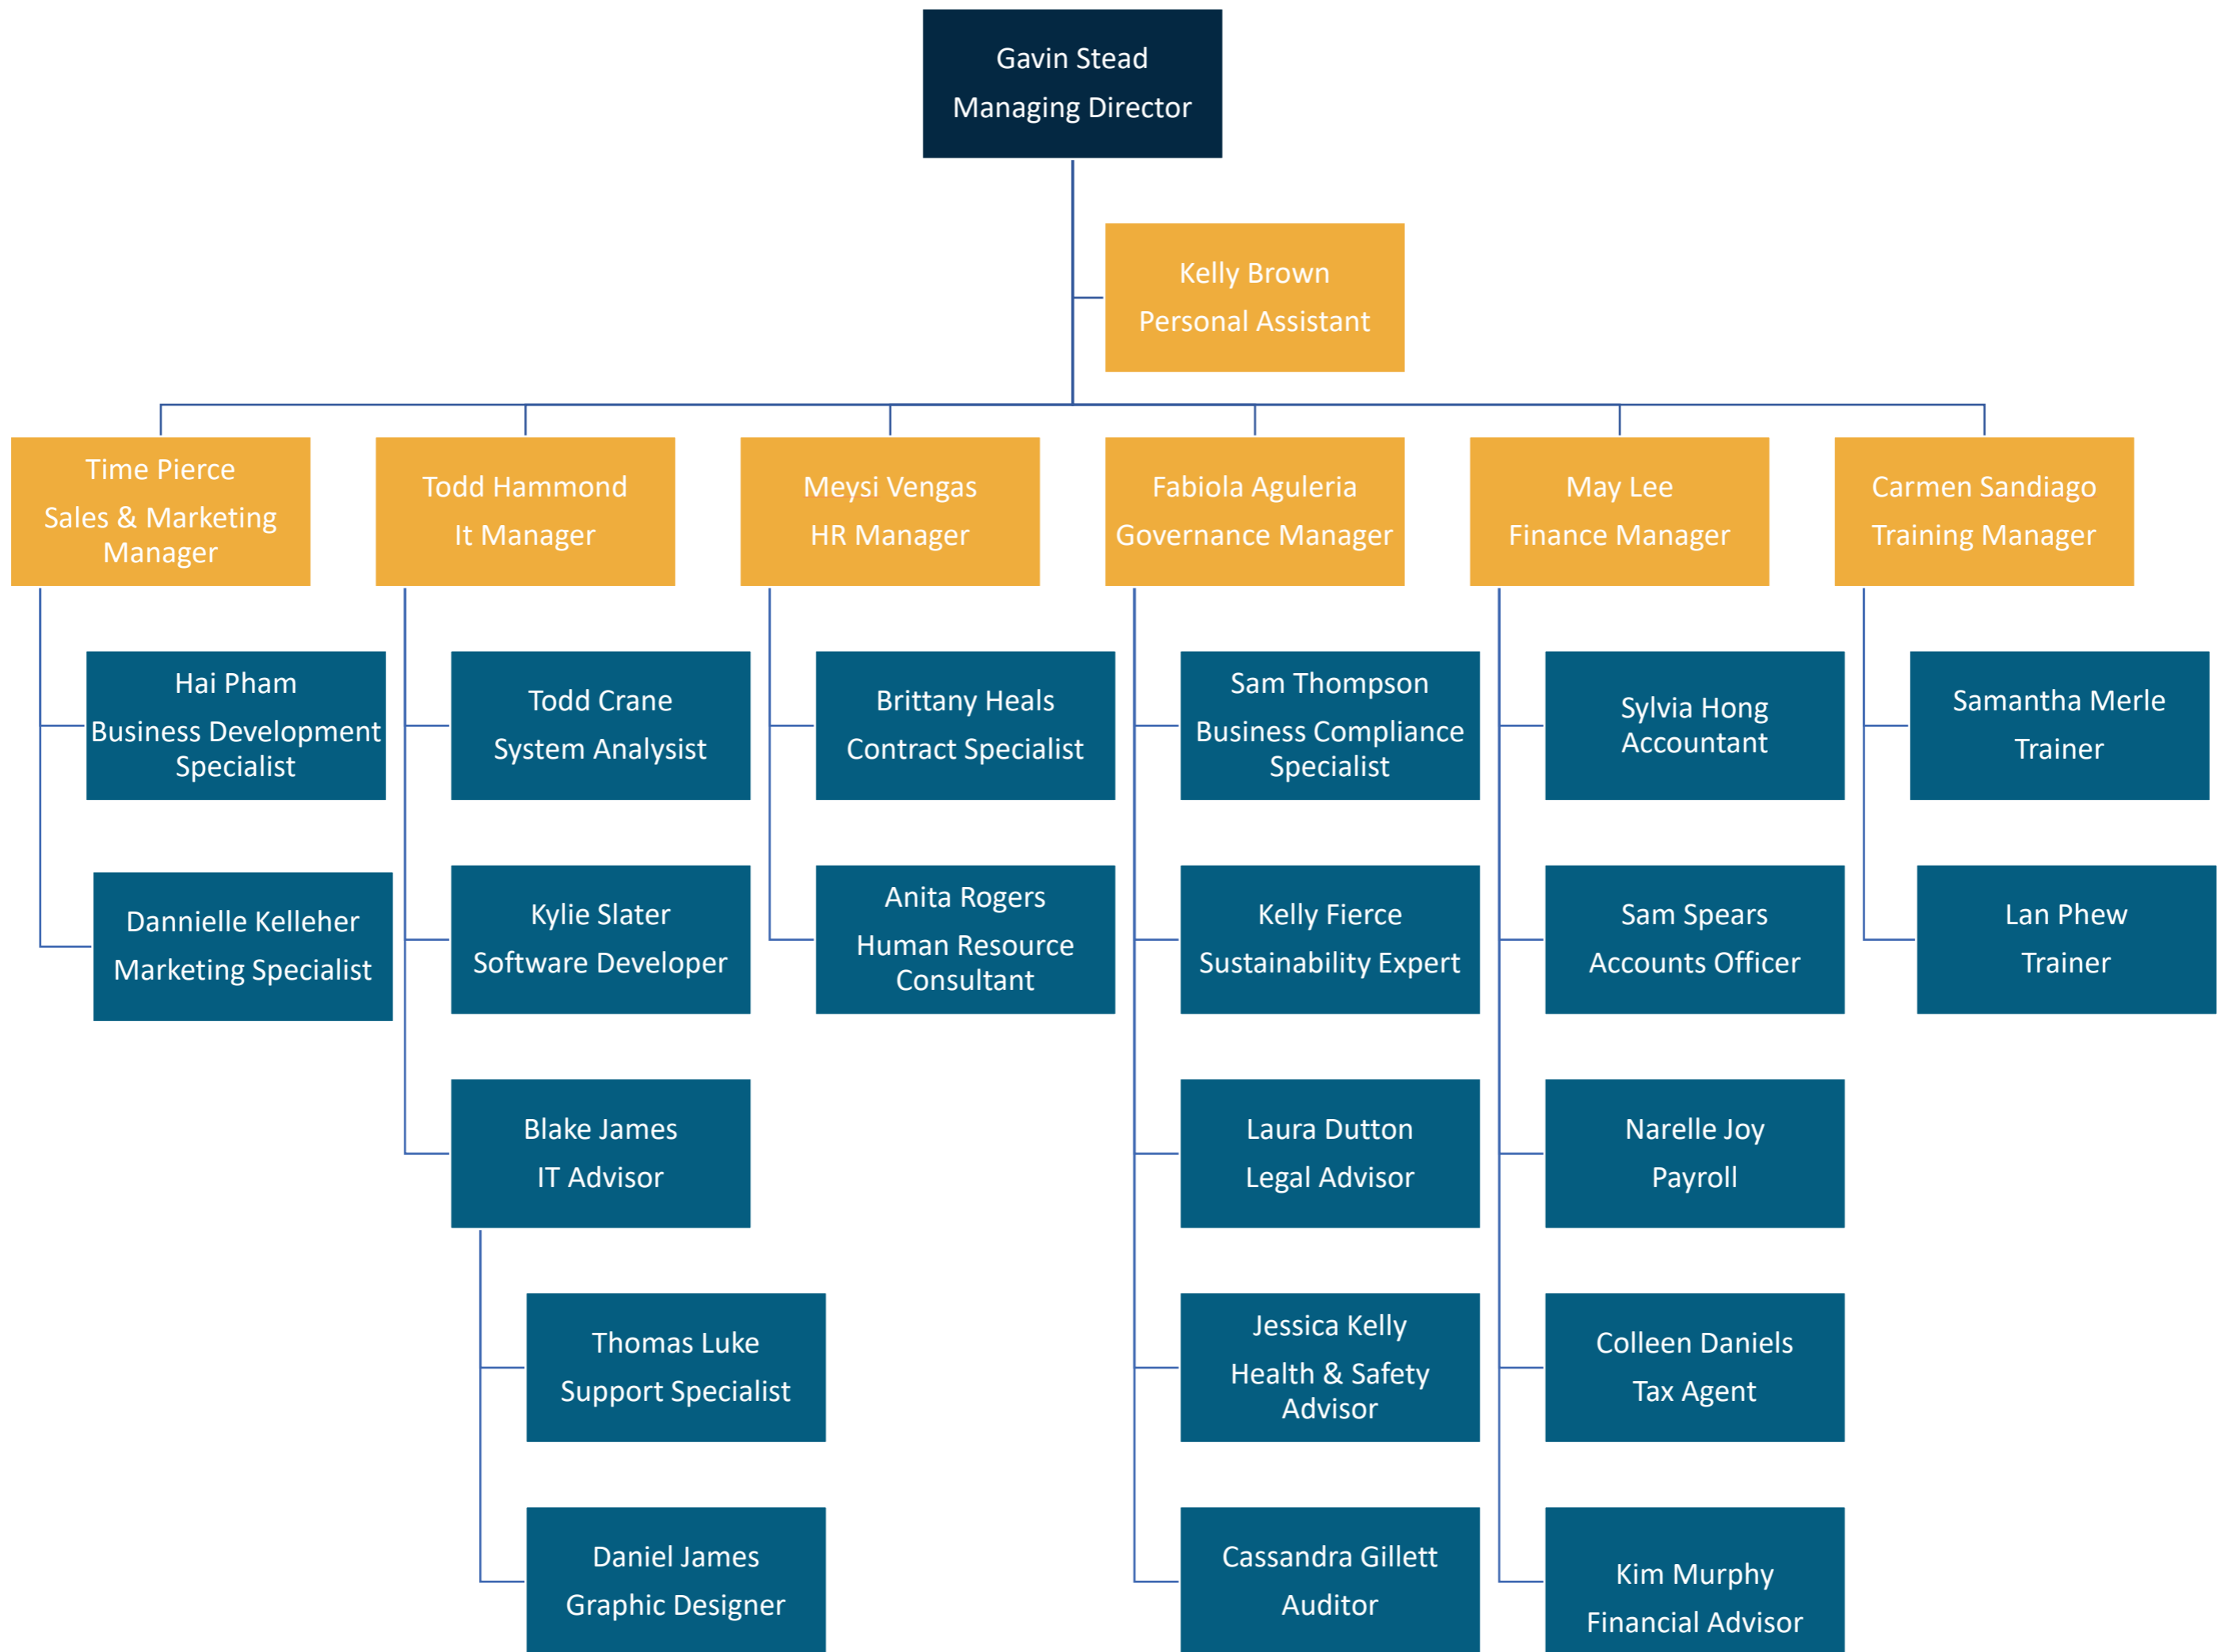 Gavin Stead
Managing Director
Kelly Brown
Personal Assistant
Time Pierce
Sales & Marketing
Manager
Todd Hammond
It Manager
Meysi Vengas
HR Manager
Fabiola Aguleria
Governance Manager
May Lee
Finance Manager
Carmen Sandiago
Training Manager
Hai Pham
Business Development
Specialist
Todd Crane
System Analysist
Brittany Heals
Contract Specialist
Sam Thompson
Business Compliance
Specialist
Sylvia Hong
Accountant
Samantha Merle
Trainer
Dannielle Kelleher
Marketing Specialist
Kylie Slater
Software Developer
Anita Rogers
Human Resource
Consultant
Kelly Fierce
Sustainability Expert
Sam Spears
Accounts Officer
Lan Phew
Trainer
Blake James
IT Advisor
Laura Dutton
Legal Advisor
Narelle Joy
Payroll
Thomas Luke
Support Specialist
Jessica Kelly
Health & Safety
Advisor
Colleen Daniels
Tax Agent
Daniel James
Graphic Designer
Cassandra Gillett
Auditor
Kim Murphy
Financial Advisor